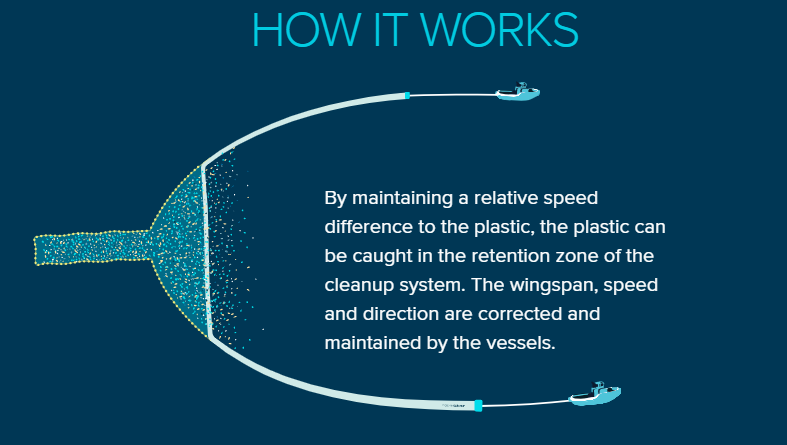 HOW IT WORKS
By maintaining a relative speed
difference to the plastic, the plastic can
be caught in the retention zone of the
cleanup system. The wingspan, speed
and direction are corrected and
maintained by the vessels.